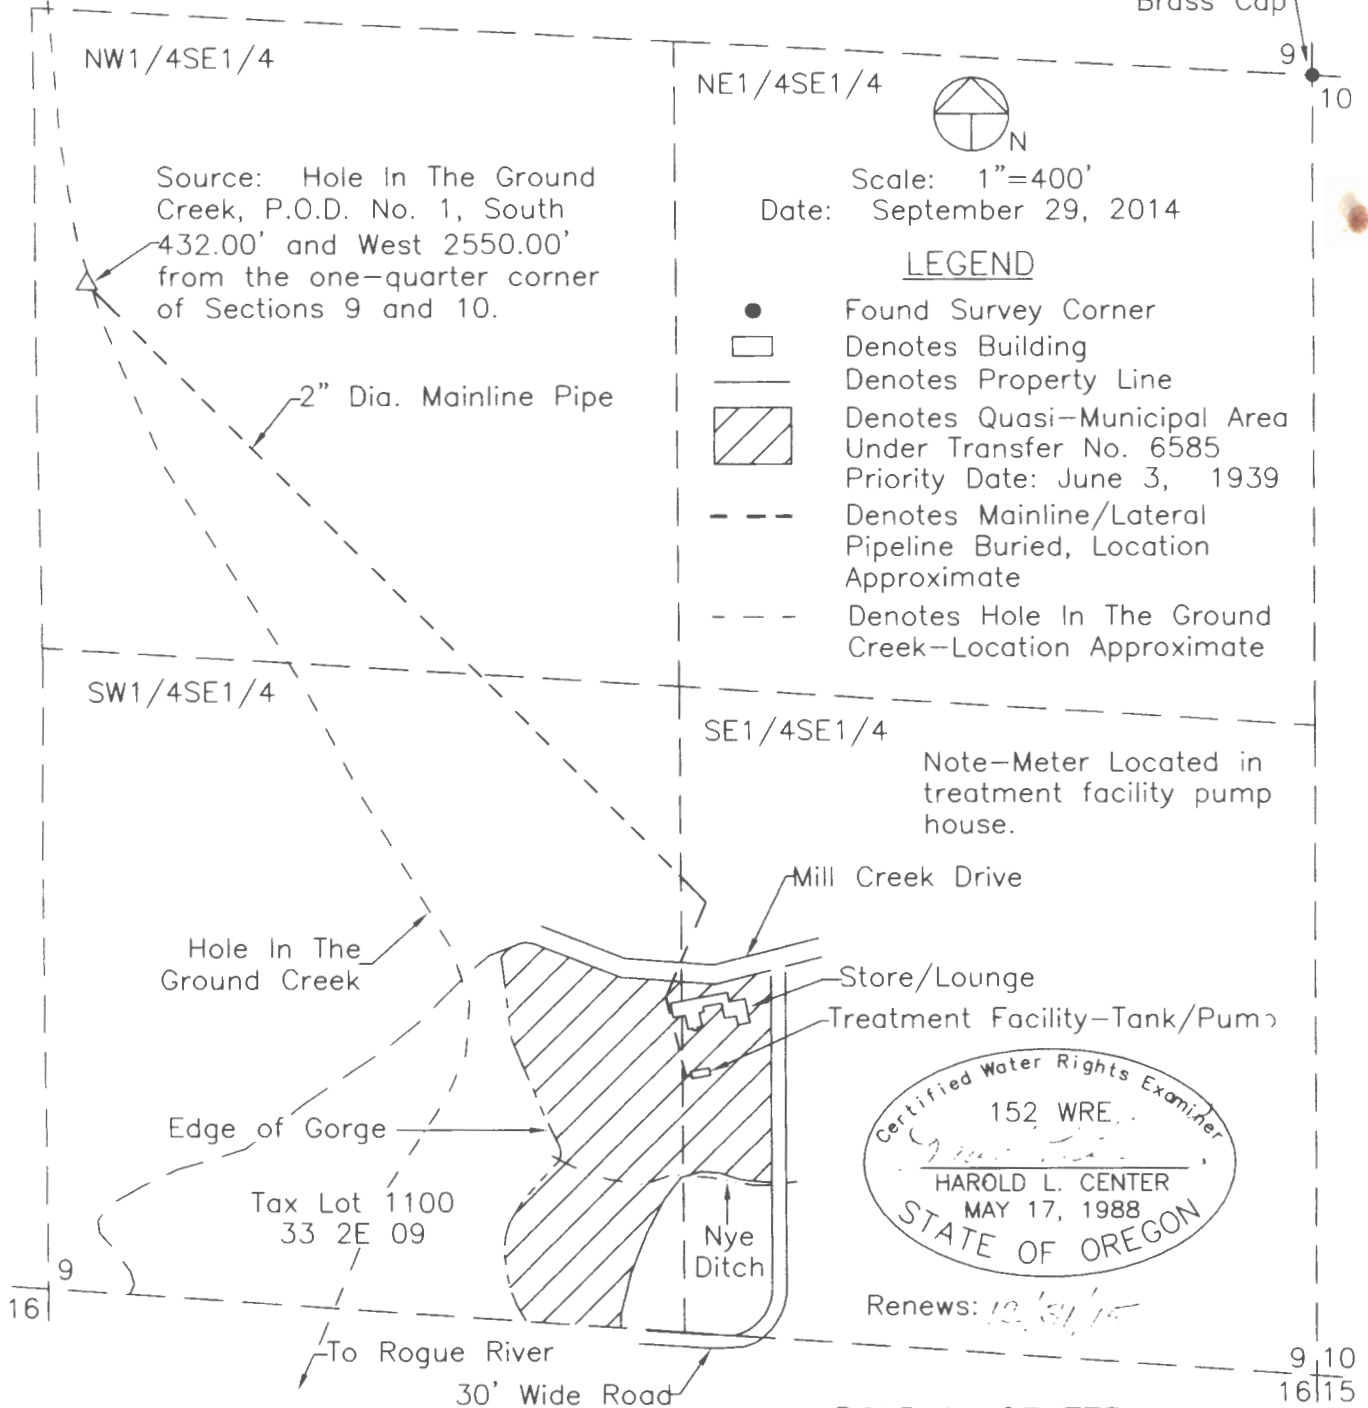 Brass Cap
9
10
NW1/4SE1/4
NE1/4SE1/4
N
Scale: 1"=400'
Date: September 29, 2014
Source: Hole In The Ground
Creek, P.O.D. No. 1, South
432.00' and West 2550.00'
from the one-quarter corner
of Sections 9 and 10.
2" Dia. Mainline Pipe
LEGEND
Found Survey Corner
Denotes Building
Denotes Property Line
Denotes Quasi-Municipal Area
Under Transfer No. 6585
Priority Date: June 3, 1939
Denotes Mainline/Lateral
Pipeline Buried, Location
Approximate
Denotes Hole In The Ground
Creek-Location Approximate
SW1/4SE1/4
SE1/4SE1/4
Note-Meter Located in
treatment facility pump
house.
Mill Creek Drive
Hole In The
Ground Creek
Store/Lounge
Treatment Facility-Tank/Pump
Edge of Gorge
Tax Lot 1100
33 2E 09
Nye
Ditch
Certified Water Rights Examiner
152 WRE
HAROLD L. CENTER
MAY 17, 1988
STATE OF OREGON
Renews: 12/31/15
9
16
To Rogue River
30' Wide Road
9 10
16 15